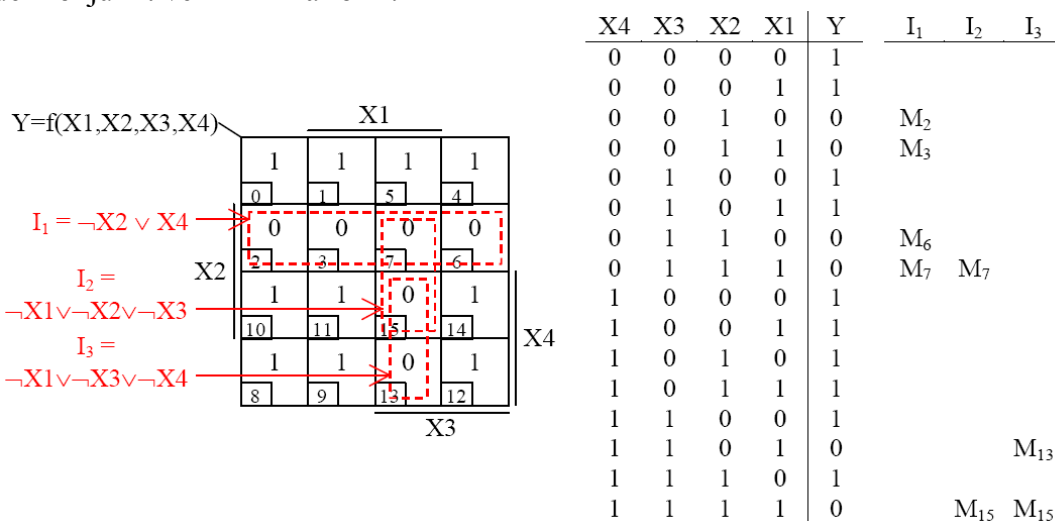 X4 X3 X2 X1 Y I₁ I₂ I₃
0 0 0 0 1
0 0 0 1 1
0 0 1 0 0 M₂
0 0 1 1 0 M₃
0 1 0 0 1
0 1 0 1 1
0 1 1 0 0 M₆
0 1 1 1 0 M₇ M₇
1 0 0 0 1
1 0 0 1 1
1 0 1 0 1
1 0 1 1 1
1 1 0 0 1
1 1 0 1 0 M₁₃
1 1 1 0 1
1 1 1 1 0 M₁₅ M₁₅
Y=f(X1,X2,X3,X4)
X1
1 1 1 1
0 1 5 4
I₁ = ¬X2 ∨ X4
0 0 0 0
2 3 7 6
X2
I₂ =
¬X1∨¬X2∨¬X3
1 1 0 1
10 11 15 14
X4
I₃ =
¬X1∨¬X3∨¬X4
1 1 0 1
8 9 13 12
X3